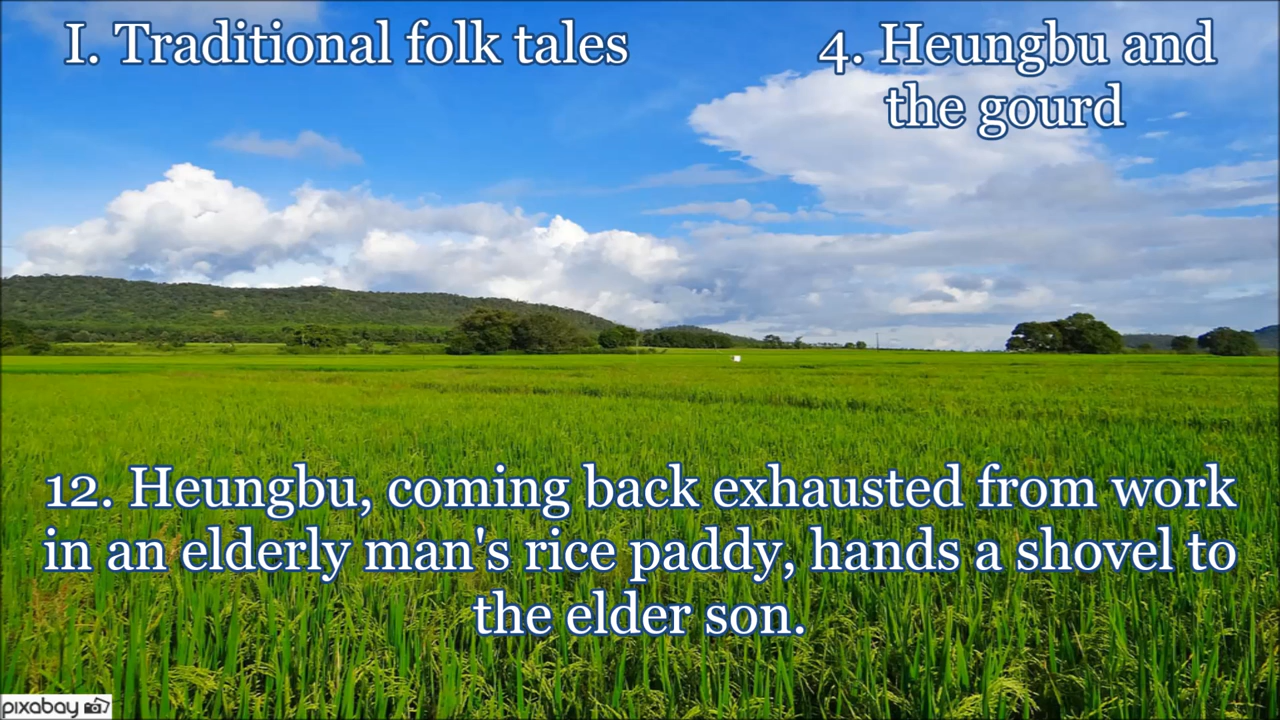 I. Traditional folk tales
4. Heungbu and
the gourd
12. Heungbu, coming back exhausted from work
in an elderly man's rice paddy, hands a shovel to
the elder son.
pixabay